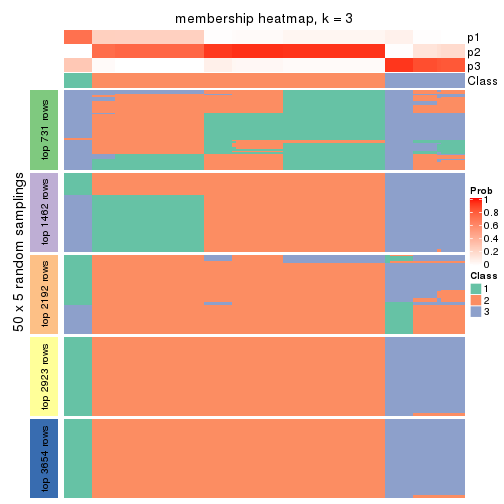 membership heatmap, k = 3
p1
p2
p3
Class
50 x 5 random samplings
top 731 rows
top 1462 rows
top 2192 rows
top 2923 rows
top 3654 rows
Prob
1
0.8
0.6
0.4
0.2
0
Class
1
2
3